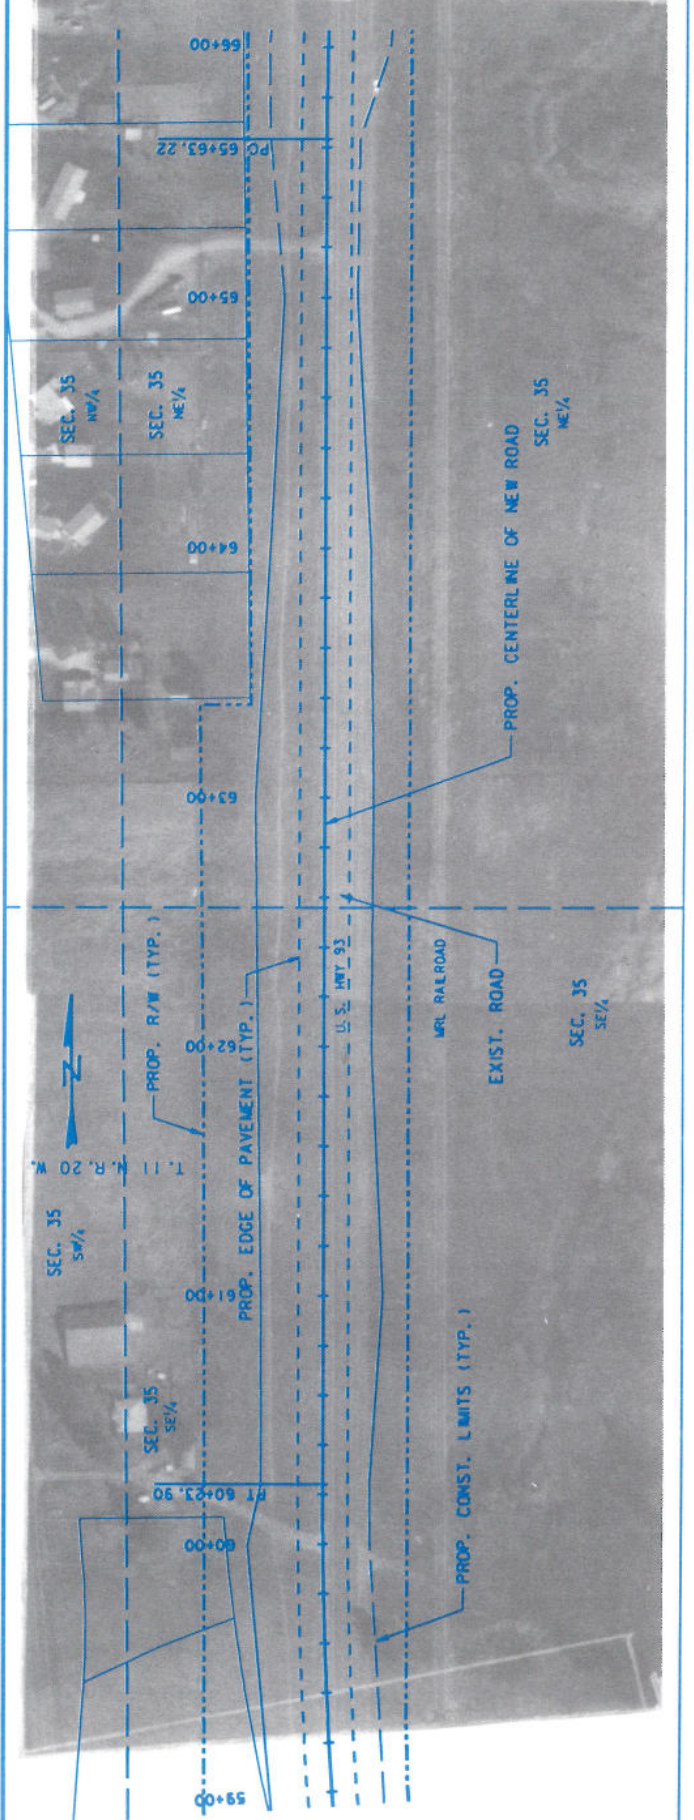 66+00
PC 65+63.22
65+00
SEC. 35
NW¼
SEC. 35
NE¼
64+00
SEC. 35
NE¼
PROP. CENTERLINE OF NEW ROAD
63+00
PROP. R/W (TYP.)
PROP. EDGE OF PAVEMENT (TYP.)
U.S. HWY 93
MRL RAILROAD
EXIST. ROAD
SEC. 35
SE¼
62+00
N
T. 11 N. R. 20 W.
SEC. 35
SW¼
61+00
SEC. 35
SE¼
PROP. CONST. LIMITS (TYP.)
PT 60+23.90
60+00
59+00